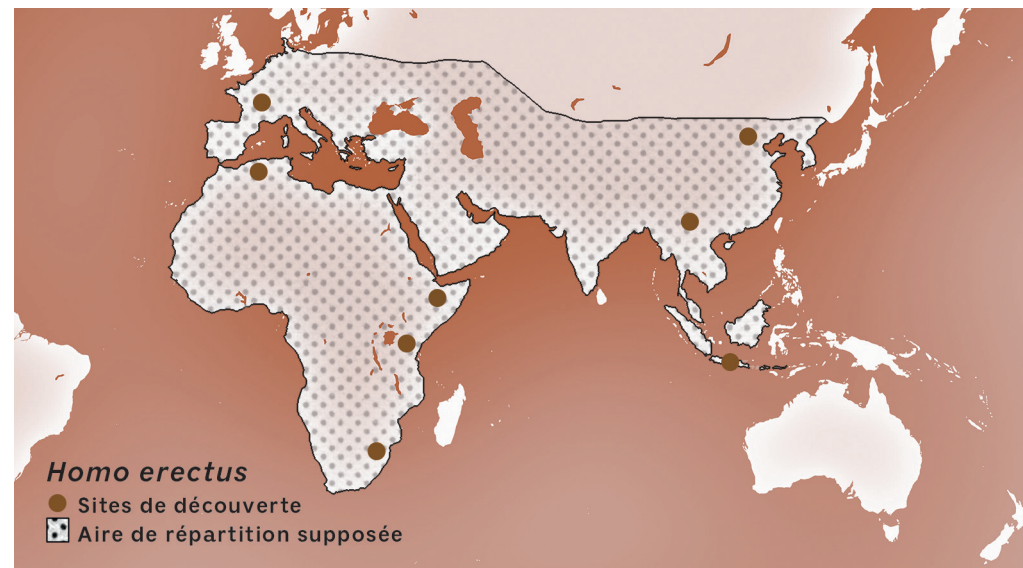 Homo erectus
Sites de découverte
Aire de répartition supposée